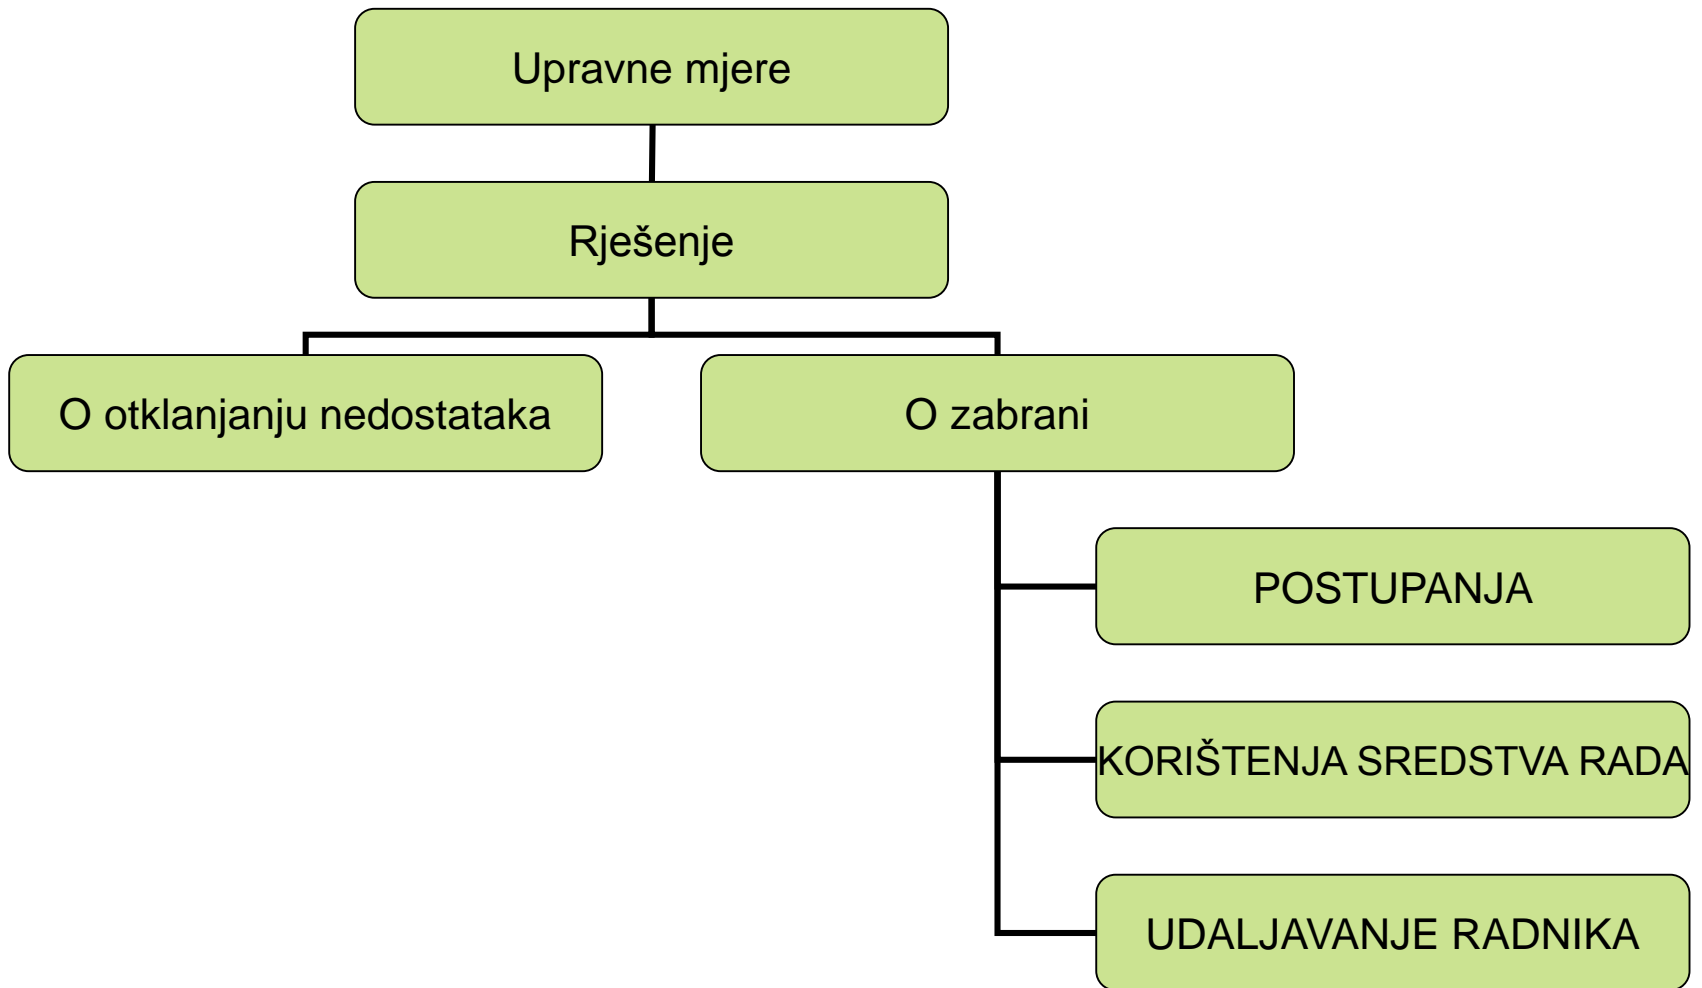 Upravne mjere
Rješenje
O otklanjanju nedostataka
O zabrani
POSTUPANJA
KORIŠTENJA SREDSTVA RADA
UDALJAVANJE RADNIKA